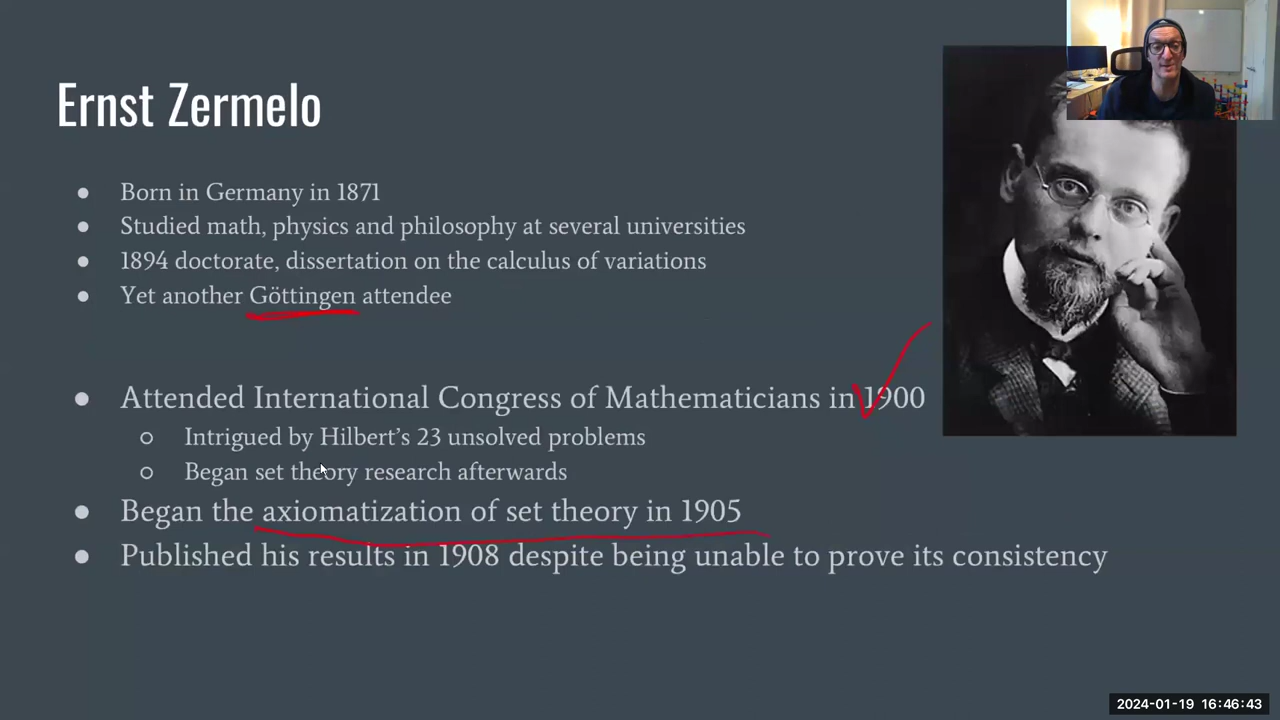 Ernst Zermelo
● Born in Germany in 1871
● Studied math, physics and philosophy at several universities
● 1894 doctorate, dissertation on the calculus of variations
● Yet another Göttingen attendee
● Attended International Congress of Mathematicians in 1900
○ Intrigued by Hilbert’s 23 unsolved problems
○ Began set theory research afterwards
● Began the axiomatization of set theory in 1905
● Published his results in 1908 despite being unable to prove its consistency
2024-01-19 16:46:43